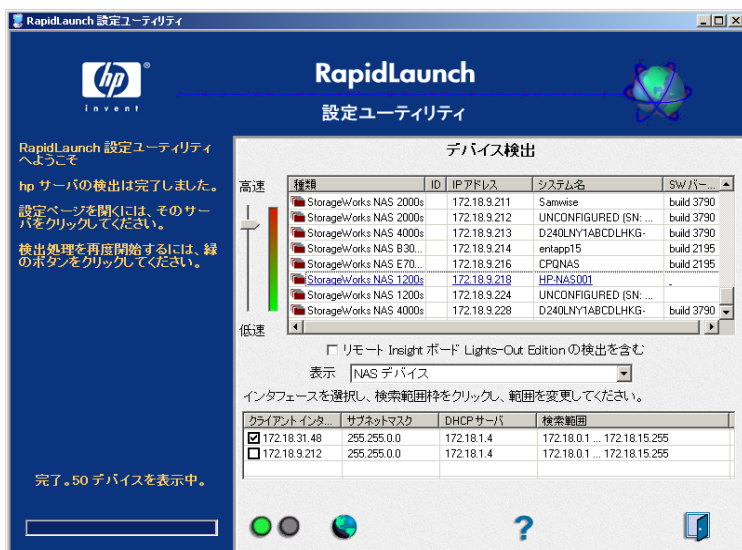 RapidLaunch 設定ユーティリティ
hp
invent
RapidLaunch
設定ユーティリティ
RapidLaunch 設定ユーティリティ
へようこそ
hp サーバの検出は完了しました。
設定ページを開くには、そのサー
バをクリックしてください。
検出処理を再度開始するには、緑
のボタンをクリックしてください。
完了。50 デバイスを表示中。
デバイス検出
高速
低速
種類 ID IPアドレス システム名 SWバー...
StorageWorks NAS 2000s 172.18.9.211 Samwise build 3790
StorageWorks NAS 2000s 172.18.9.212 UNCONFIGURED (SN: ... build 3790
StorageWorks NAS 4000s 172.18.9.213 D240LNY1ABCDLHKG- build 3790
StorageWorks NAS B30... 172.18.9.214 entapp15 build 2195
StorageWorks NAS E70... 172.18.9.216 CPQNAS build 2195
StorageWorks NAS 1200s 172.18.9.218 HP-NAS001 -
StorageWorks NAS 1200s 172.18.9.224 UNCONFIGURED (SN: ...
StorageWorks NAS 4000s 172.18.9.228 D240LNY1ABCDLHKG- build 3790
リモート Insight ボード Lights-Out Edition の検出を含む
表示 NAS デバイス
インタフェースを選択し、検索範囲枠をクリックし、範囲を変更してください。
クライアント インタ... サブネットマスク DHCP サーバ 検索範囲
172.18.31.48 255.255.0.0 172.18.1.4 172.18.0.1 ... 172.18.15.255
172.18.9.212 255.255.0.0 172.18.1.4 172.18.0.1 ... 172.18.15.255
?